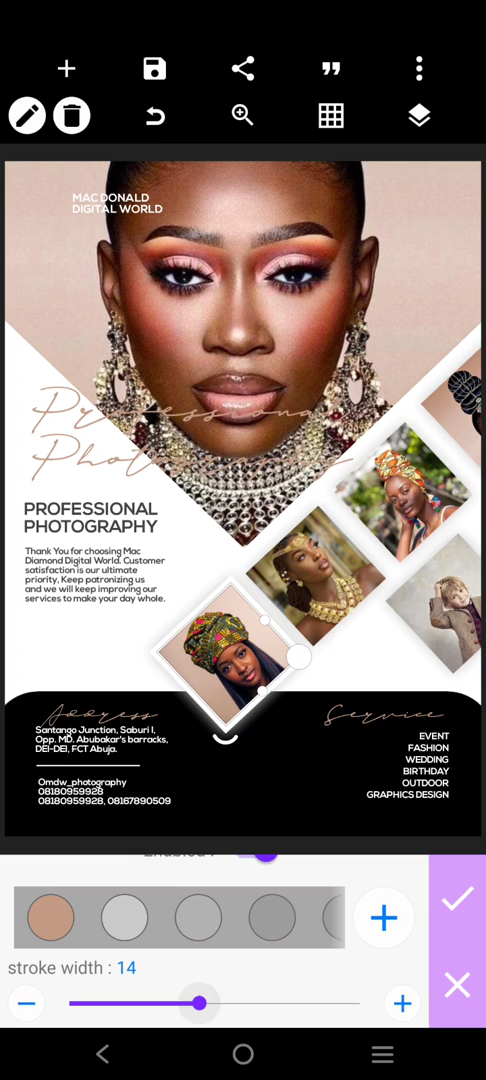 MAC DONALD
DIGITAL WORLD
Professional
Photography
PROFESSIONAL
PHOTOGRAPHY
Thank You for choosing Mac
Diamond Digital World. Customer
satisfaction is our ultimate
priority, Keep patronizing us
and we will keep improving our
services to make your day whole.
Address
Santango Junction, Saburi I,
Opp. MD. Abubakar's barracks,
DEI-DEI, FCT Abuja.
Omdw_photography
08180959928
08180959928, 08167890509
Service
EVENT
FASHION
WEDDING
BIRTHDAY
OUTDOOR
GRAPHICS DESIGN
stroke width : 14